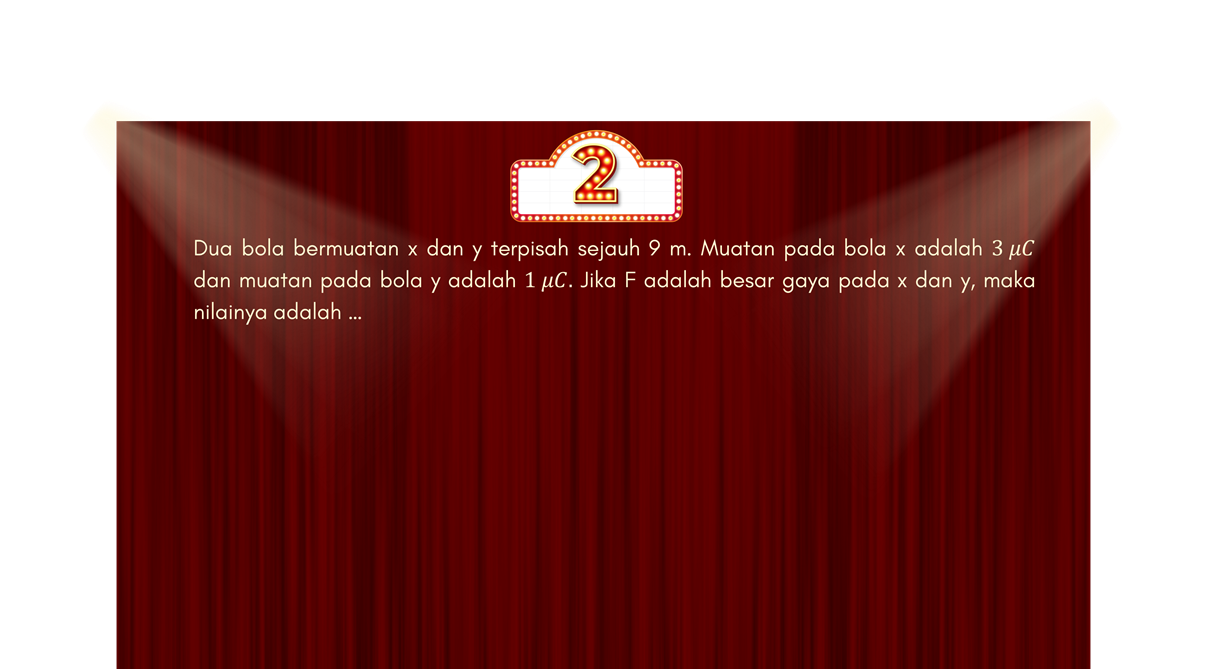 2
Dua bola bermuatan x dan y terpisah sejauh 9 m. Muatan pada bola x adalah 3 μC
dan muatan pada bola y adalah 1 μC. Jika F adalah besar gaya pada x dan y, maka
nilainya adalah ...